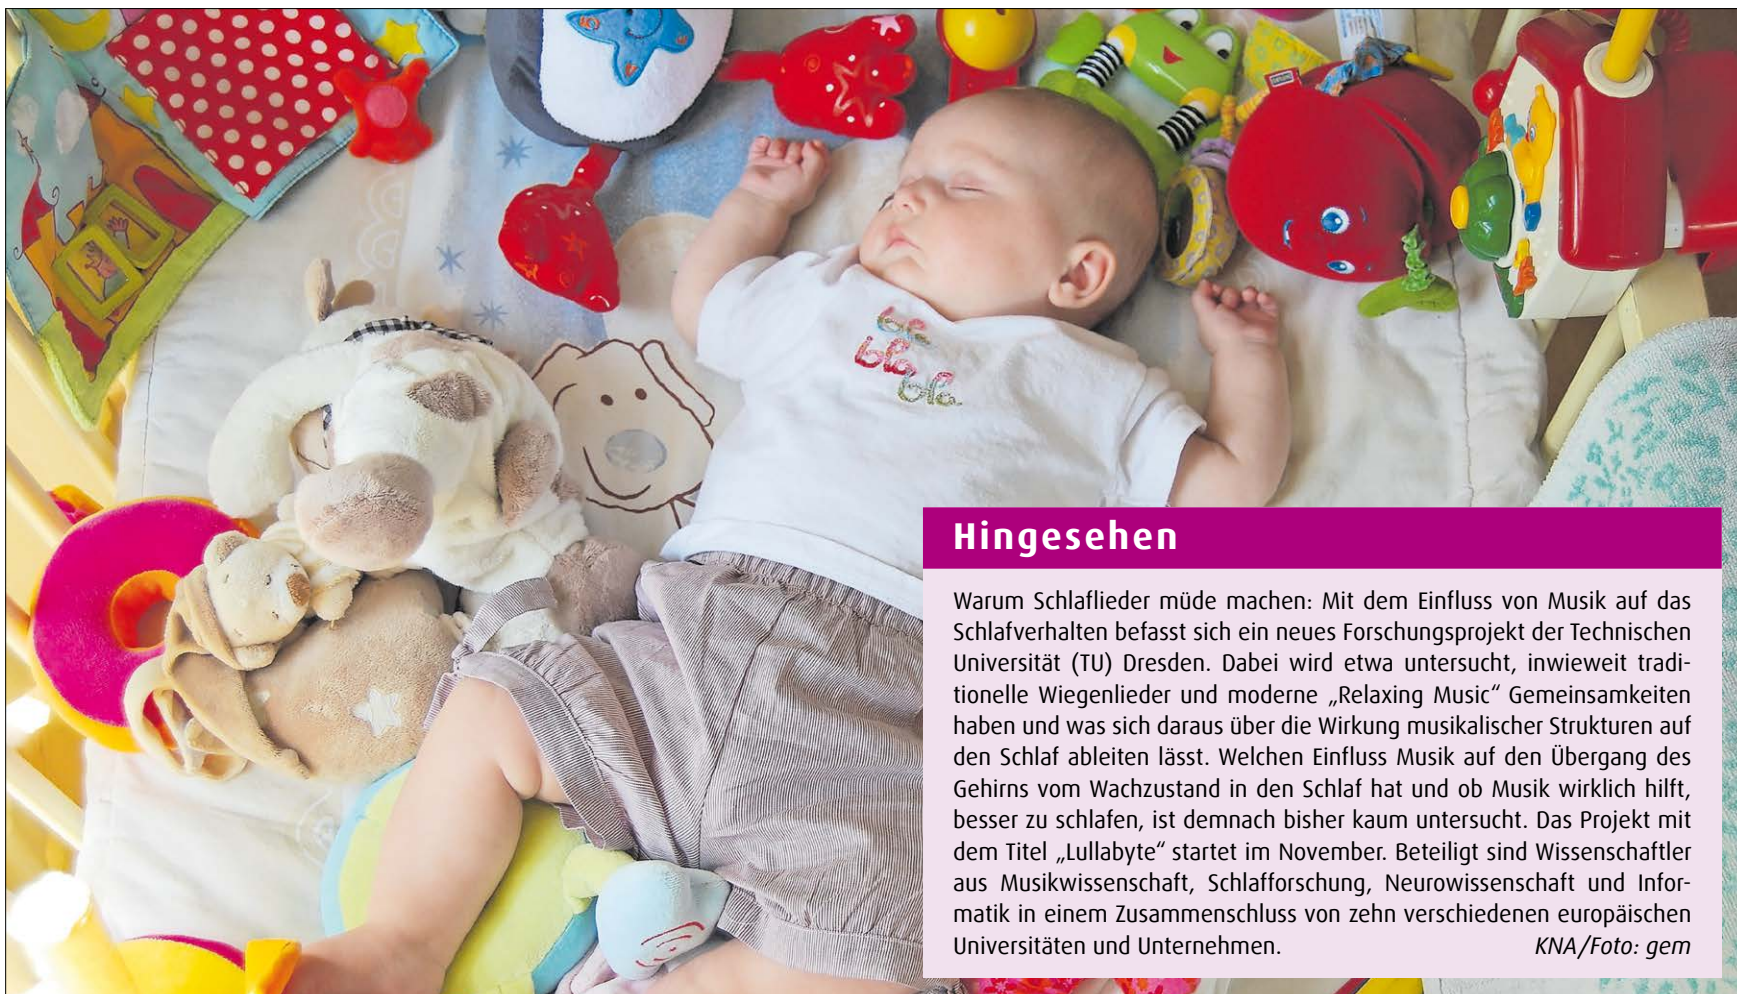 be
bla
bla
Hingesehen
Warum Schlaflieder müde machen: Mit dem Einfluss von Musik auf das
Schlafverhalten befasst sich ein neues Forschungsprojekt der Technischen
Universität (TU) Dresden. Dabei wird etwa untersucht, inwieweit tradi-
tionelle Wiegenlieder und moderne „Relaxing Music“ Gemeinsamkeiten
haben und was sich daraus über die Wirkung musikalischer Strukturen auf
den Schlaf ableiten lässt. Welchen Einfluss Musik auf den Übergang des
Gehirns vom Wachzustand in den Schlaf hat und ob Musik wirklich hilft,
besser zu schlafen, ist demnach bisher kaum untersucht. Das Projekt mit
dem Titel „Lullabyte“ startet im November. Beteiligt sind Wissenschaftler
aus Musikwissenschaft, Schlafforschung, Neurowissenschaft und Infor-
matik in einem Zusammenschluss von zehn verschiedenen europäischen
Universitäten und Unternehmen. KNA/Foto: gem